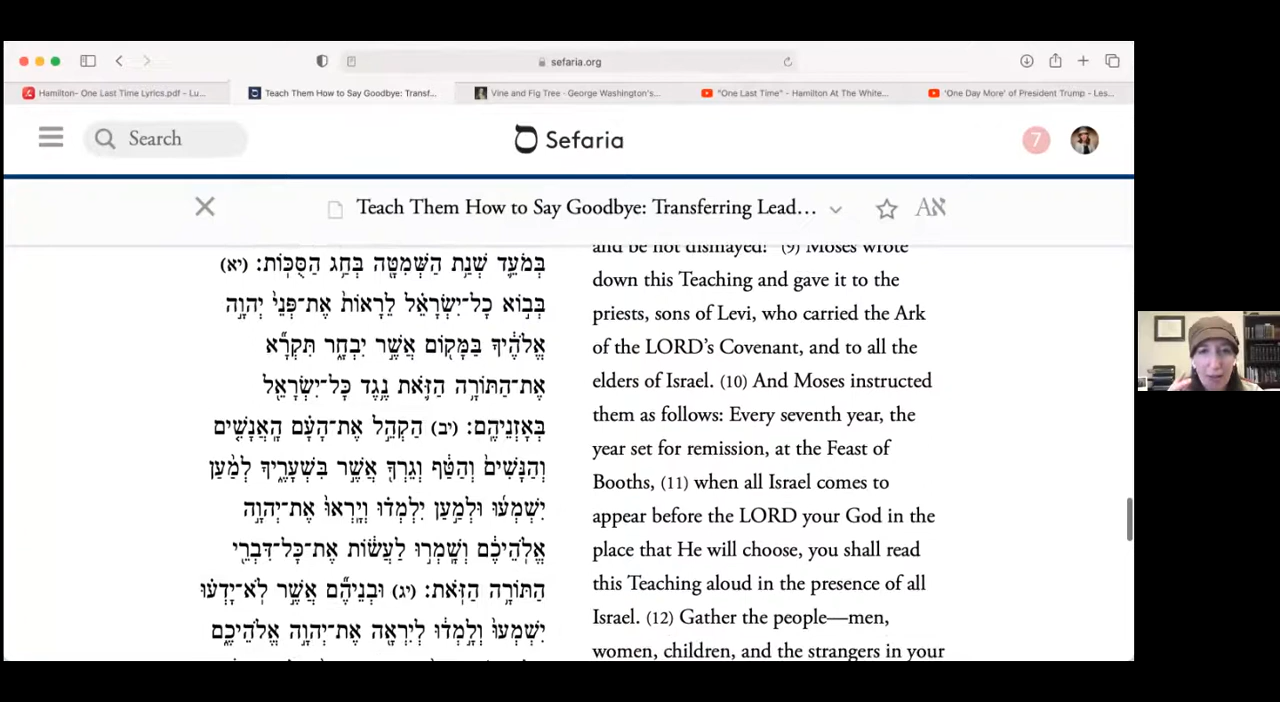 sefaria.org
Hamilton- One Last Time Lyrics.pdf - Lu...
Teach Them How to Say Goodbye: Transf...
Vine and Fig Tree · George Washington's...
"One Last Time" - Hamilton At The White...
'One Day More' of President Trump - Les...
Search
Sefaria
7
Teach Them How to Say Goodbye: Transferring Lead...
Aא
בְּמֹעֵ֛ד שְׁנַ֥ת הַשְּׁמִטָּ֖ה בְּחַ֥ג הַסֻּכּֽוֹת׃ (יא)
בְּב֣וֹא כׇל־יִשְׂרָאֵ֗ל לֵֽרָאוֹת֙ אֶת־פְּנֵי֙ יְהֹוָ֣ה
אֱלֹהֶ֔יךָ בַּמָּק֖וֹם אֲשֶׁ֣ר יִבְחָ֑ר תִּקְרָ֞א
אֶת־הַתּוֹרָ֥ה הַזֹּ֛את נֶ֥גֶד כׇּל־יִשְׂרָאֵ֖ל
בְּאׇזְנֵיהֶֽם׃ (יב) הַקְהֵ֣ל אֶת־הָעָ֗ם הָֽאֲנָשִׁ֤ים
וְהַנָּשִׁים֙ וְהַטַּ֔ף וְגֵרְךָ֖ אֲשֶׁ֣ר בִּשְׁעָרֶ֑יךָ לְמַ֨עַן
יִשְׁמְע֜וּ וּלְמַ֣עַן יִלְמְד֗וּ וְיָֽרְאוּ֙ אֶת־יְהֹוָ֣ה
אֱלֹֽהֵיכֶ֔ם וְשָׁמְר֣וּ לַעֲשׂ֔וֹת אֶת־כׇּל־דִּבְרֵ֖י
הַתּוֹרָ֥ה הַזֹּֽאת׃ (יג) וּבְנֵיהֶ֞ם אֲשֶׁ֣ר לֹֽא־יָדְע֗וּ
יִשְׁמְעוּ֙ וְלָ֣מְד֔וּ לְיִרְאָ֖ה אֶת־יְהֹוָ֣ה אֱלֹהֵיכֶ֑ם
and be not dismayed! (9) Moses wrote
down this Teaching and gave it to the
priests, sons of Levi, who carried the Ark
of the LORD's Covenant, and to all the
elders of Israel. (10) And Moses instructed
them as follows: Every seventh year, the
year set for remission, at the Feast of
Booths, (11) when all Israel comes to
appear before the LORD your God in the
place that He will choose, you shall read
this Teaching aloud in the presence of all
Israel. (12) Gather the people—men,
women, children, and the strangers in your